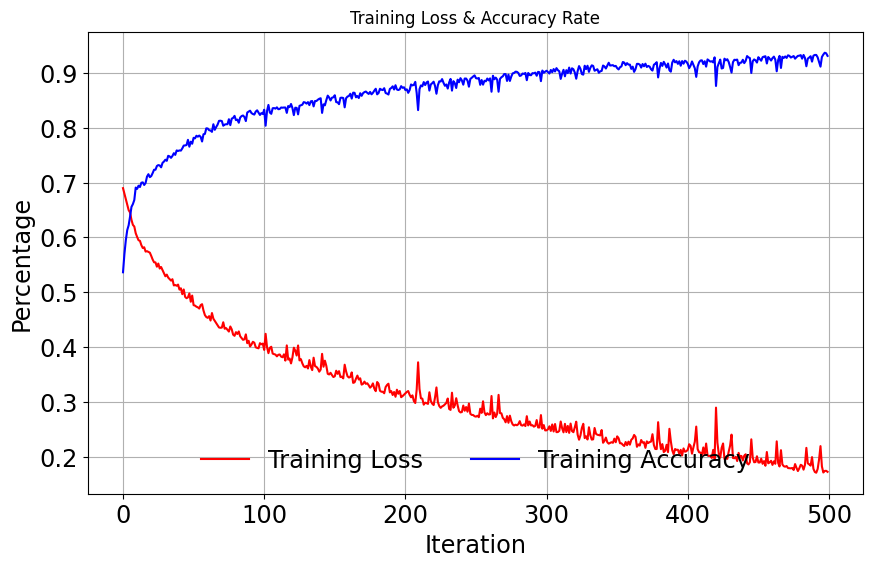 Training Loss & Accuracy Rate
Percentage
0.9
0.8
0.7
0.6
0.5
0.4
0.3
0.2
Training Loss
Training Accuracy
0 100 200 300 400 500
Iteration